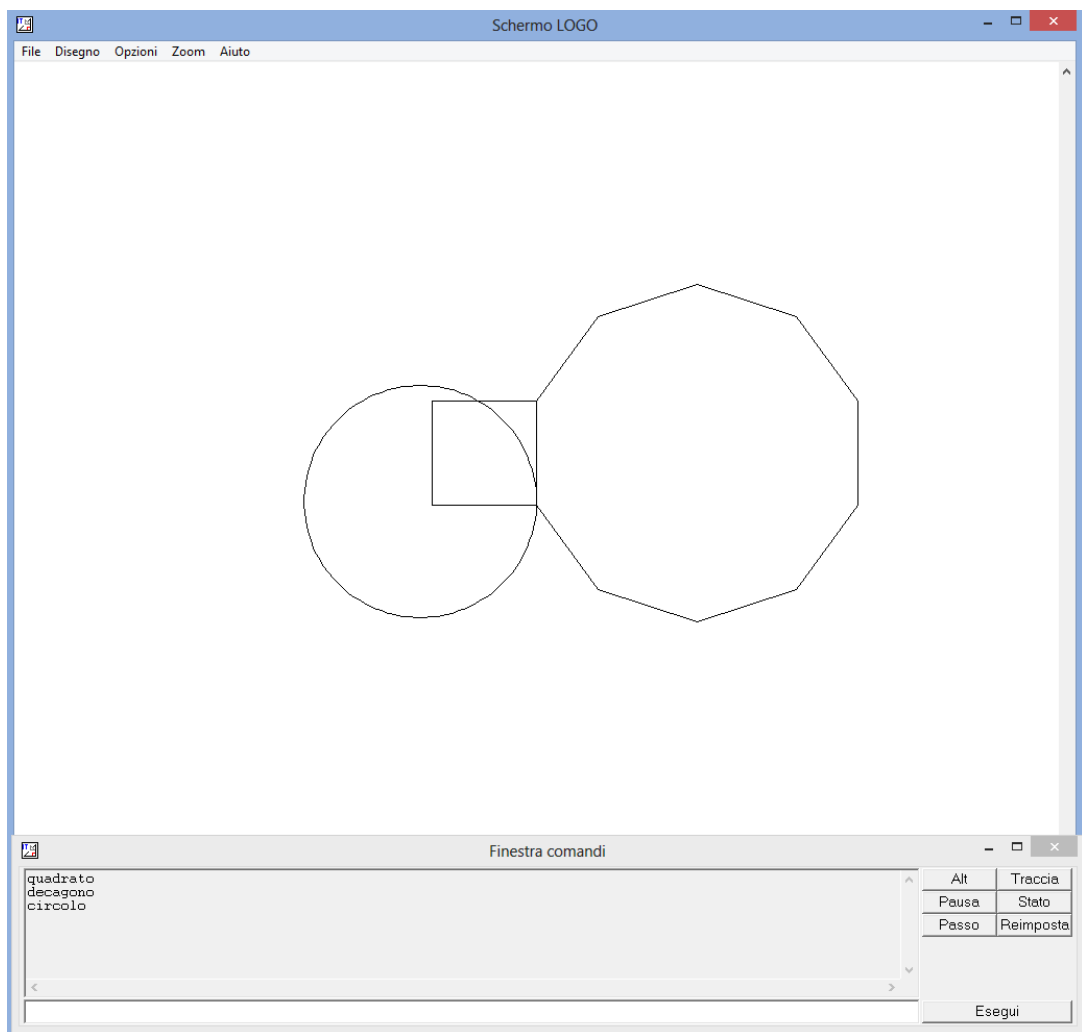 Schermo LOGO
File Disegno Opzioni Zoom Aiuto
Finestra comandi
quadrato
decagono
circolo
Alt Traccia
Pausa Stato
Passo Reimposta
Esegui